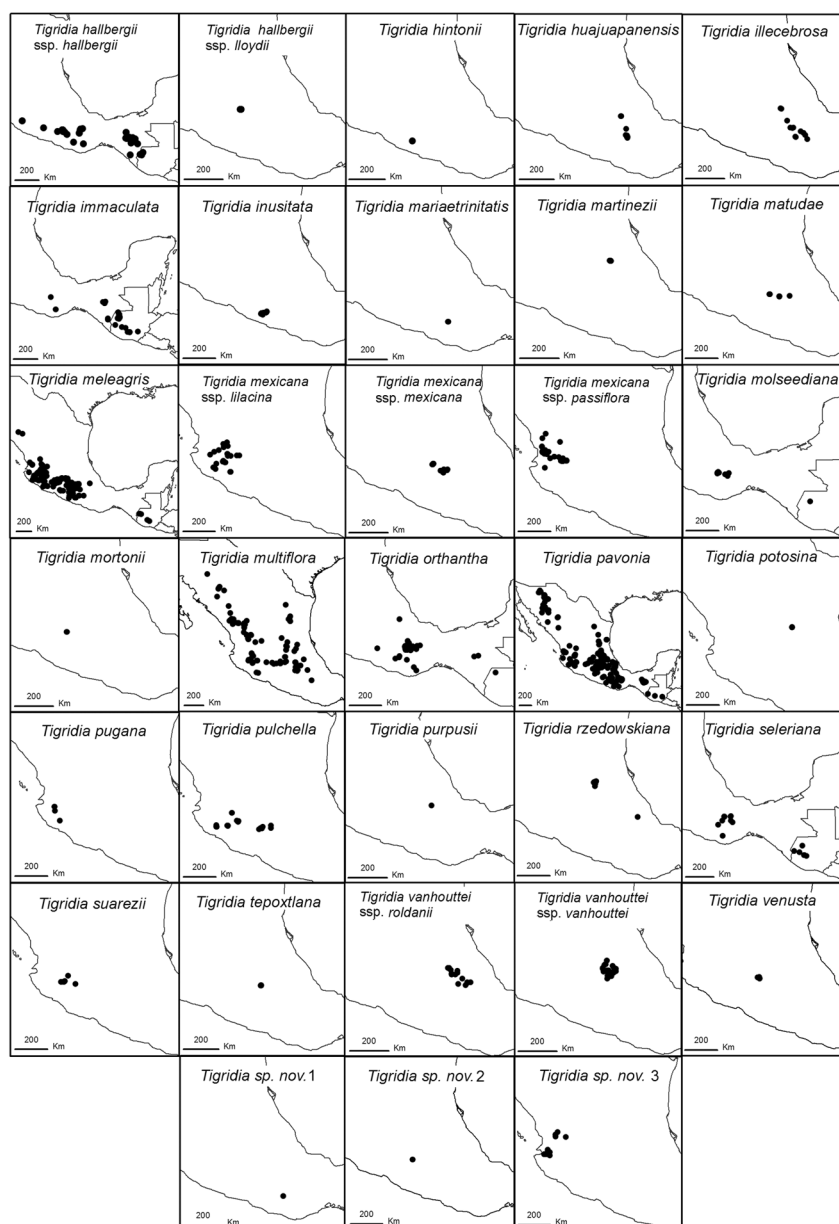 Tigridia hallbergii
ssp. hallbergii
200 Km
Tigridia hallbergii
ssp. lloydii
200 Km
Tigridia hintonii
200 Km
Tigridia huajuapanensis
200 Km
Tigridia illecebrosa
200 Km
Tigridia immaculata
200 Km
Tigridia inusitata
200 Km
Tigridia mariaetrinitatis
200 Km
Tigridia martinezii
200 Km
Tigridia matudae
200 Km
Tigridia meleagris
200 Km
Tigridia mexicana
ssp. lilacina
200 Km
Tigridia mexicana
ssp. mexicana
200 Km
Tigridia mexicana
ssp. passiflora
200 Km
Tigridia molseediana
200 Km
Tigridia mortonii
200 Km
Tigridia multiflora
200 Km
Tigridia orthantha
200 Km
Tigridia pavonia
200 Km
Tigridia potosina
200 Km
Tigridia pugana
200 Km
Tigridia pulchella
200 Km
Tigridia purpusii
200 Km
Tigridia rzedowskiana
200 Km
Tigridia seleriana
200 Km
Tigridia suarezii
200 Km
Tigridia tepoxtlana
200 Km
Tigridia vanhouttei
ssp. roldanii
200 Km
Tigridia vanhouttei
ssp. vanhouttei
200 Km
Tigridia venusta
200 Km
Tigridia sp. nov. 1
200 Km
Tigridia sp. nov. 2
200 Km
Tigridia sp. nov. 3
200 Km